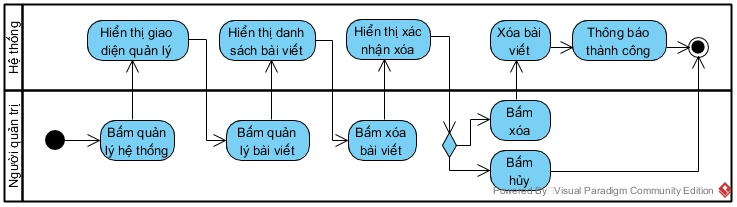 Hệ thống
Hiển thị giao
diện quản lý
Hiển thị danh
sách bài viết
Hiển thị xác
nhận xóa
Xóa bài
viết
Thông báo
thành công
Người quản trị
Bấm quản
lý hệ thống
Bấm quản
lý bài viết
Bấm xóa
bài viết
Bấm
xóa
Bấm
hủy
Powered By Visual Paradigm Community Edition